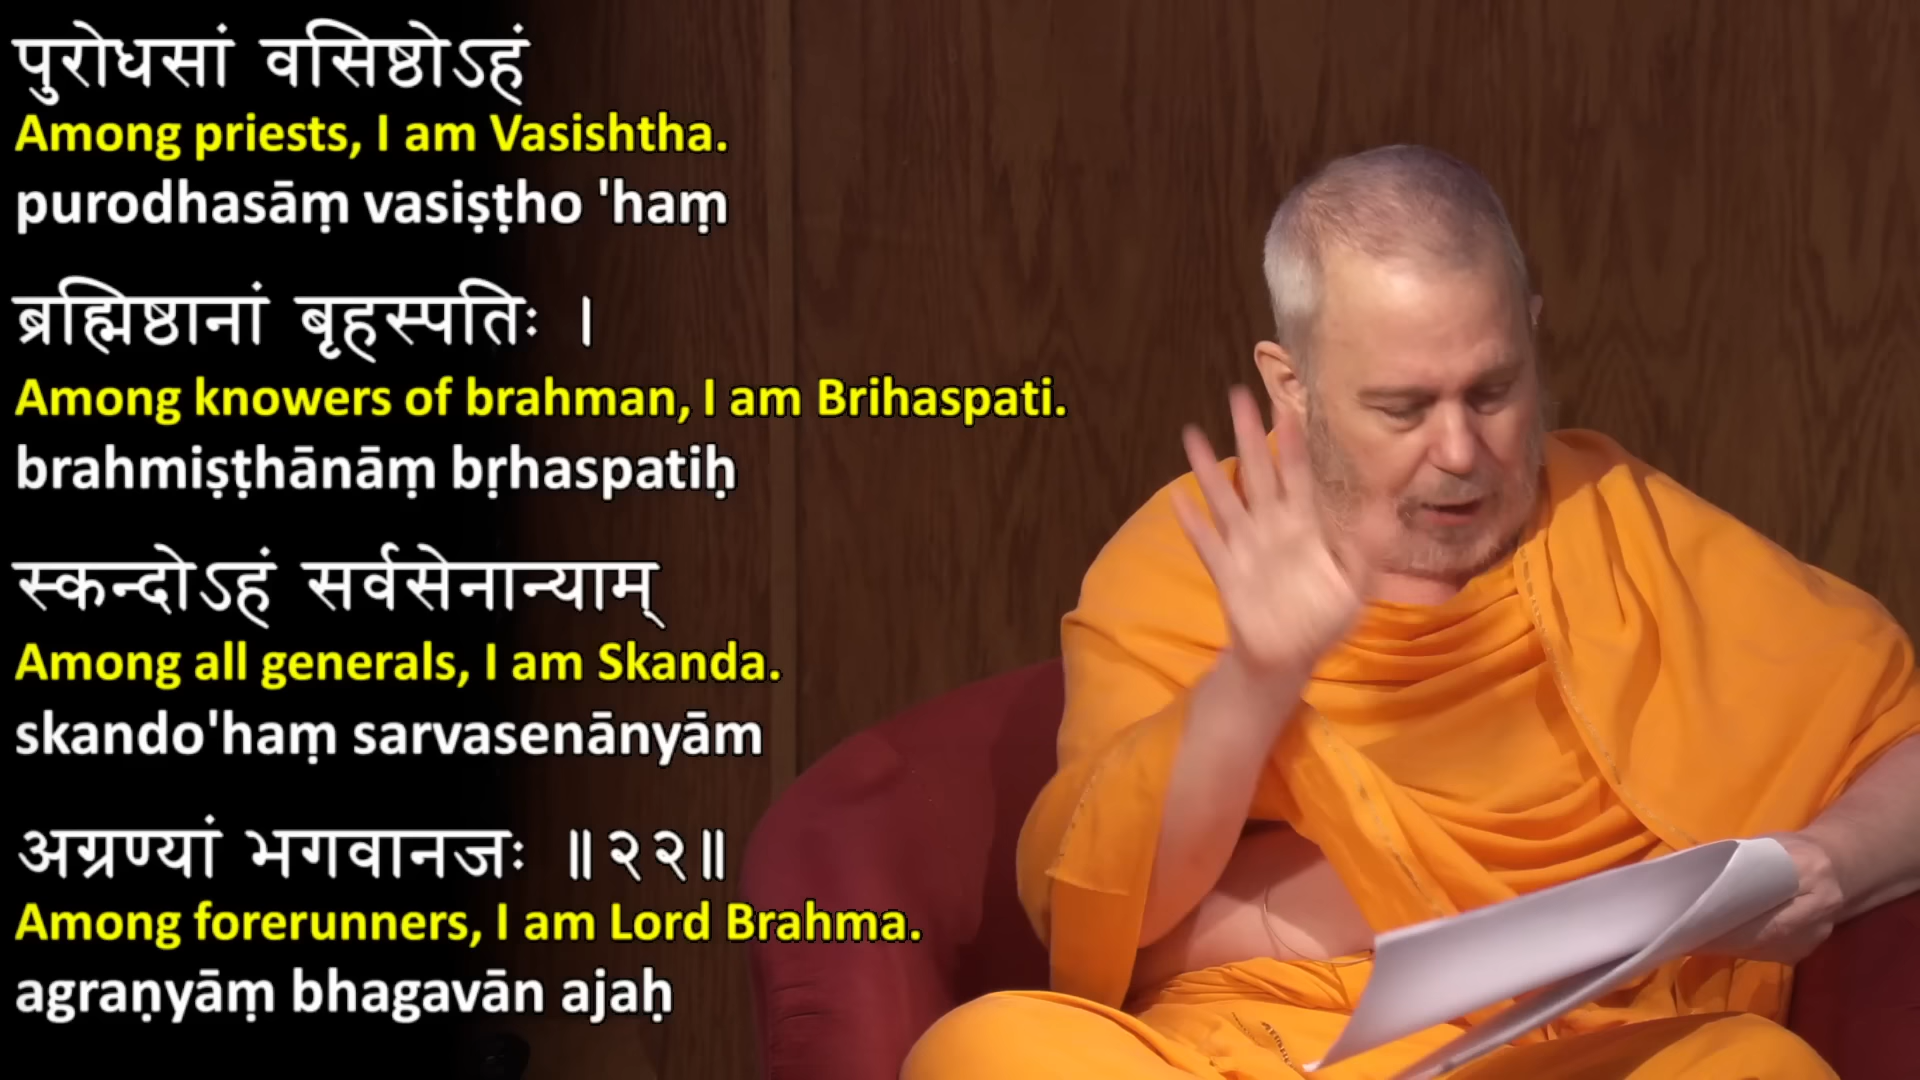 पुरोधसां वसिष्ठोऽहं
Among priests, I am Vasishtha.
purodhasāṃ vasiṣṭho 'haṃ
ब्रह्मिष्ठानां बृहस्पतिः ।
Among knowers of brahman, I am Brihaspati.
brahmiṣṭhānāṃ bṛhaspatiḥ
स्कन्दोऽहं सर्वसेनान्याम्
Among all generals, I am Skanda.
skando'haṃ sarvasenānyām
अग्रण्यां भगवानजः ॥२२॥
Among forerunners, I am Lord Brahma.
agraṇyāṃ bhagavān ajaḥ